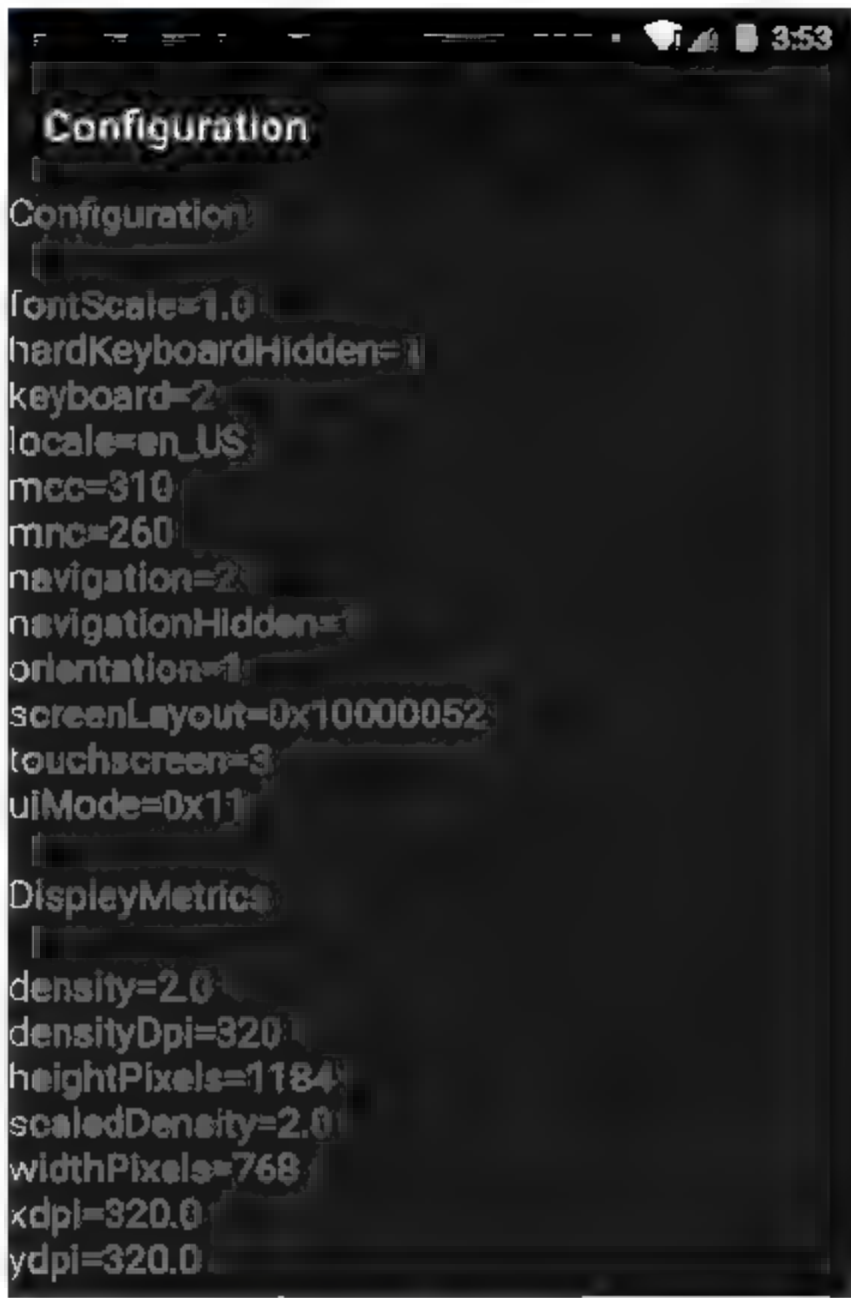 3:53
Configuration
Configuration
fontScale=1.0
hardKeyboardHidden=1
keyboard=2
locale=en_US
mcc=310
mnc=260
navigation=2
navigationHidden=1
orientation=1
screenLayout=0x10000052
touchscreen=3
uiMode=0x11
DisplayMetrics
density=2.0
densityDpi=320
heightPixels=1184
scaledDensity=2.0
widthPixels=768
xdpi=320.0
ydpi=320.0